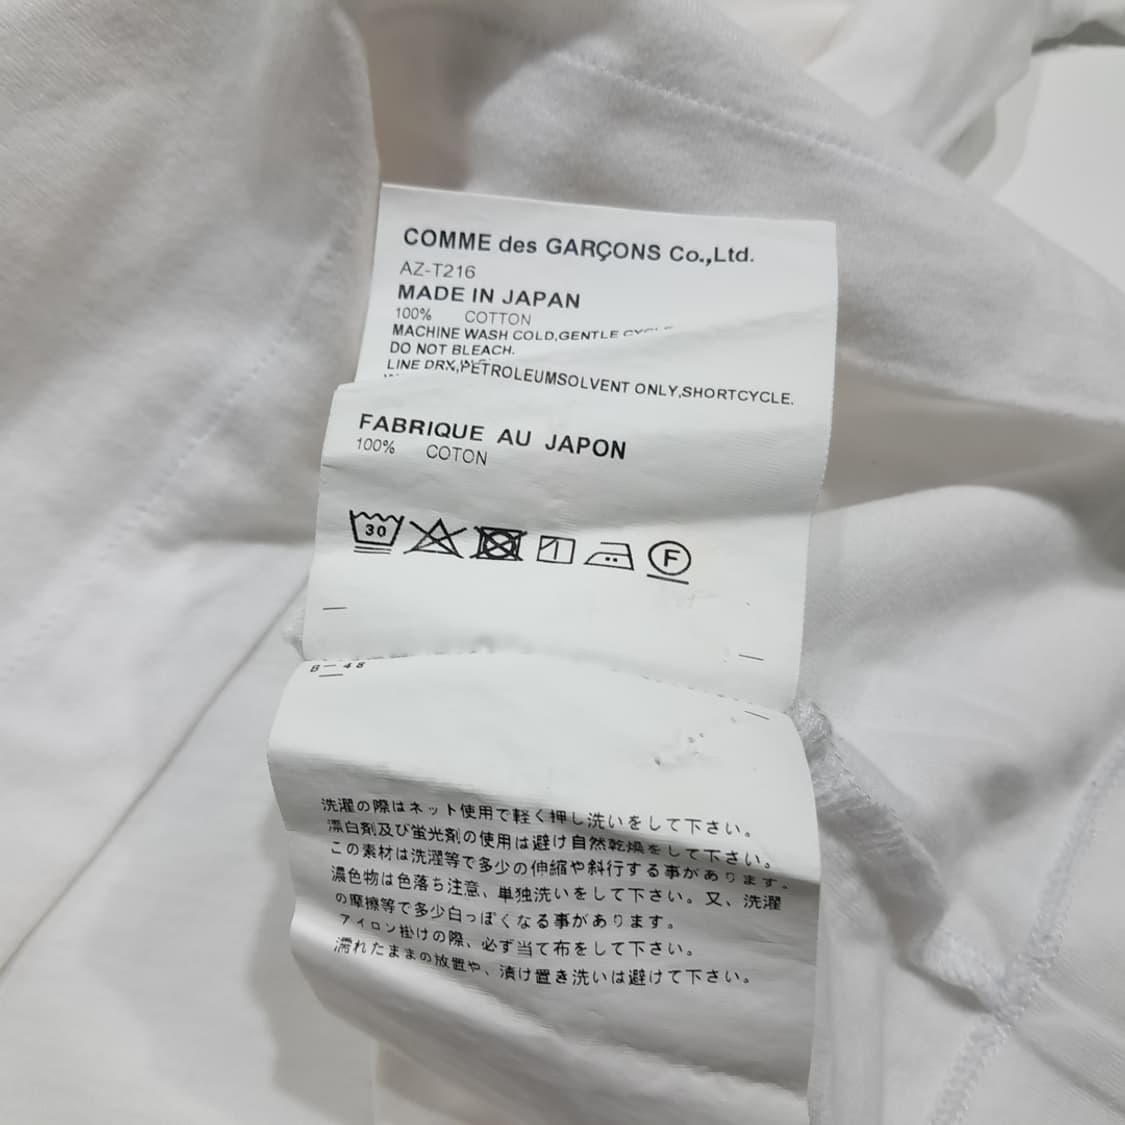 COMME des GARÇONS Co.,Ltd.
AZ-T216
MADE IN JAPAN
100% COTTON
MACHINE WASH COLD,GENTLE CYCLE
DO NOT BLEACH.
LINE DRX,PETROLEUMSOLVENT ONLY,SHORTCYCLE.
FABRIQUE AU JAPON
100% COTON
30 F
B-48
洗濯の際はネット使用で軽く押し洗いをして下さい。
漂白剤及び蛍光剤の使用は避け自然乾燥をして下さい。
この素材は洗濯等で多少の伸縮や斜行する事があります。
濃色物は色落ち注意、単独洗いをして下さい。又、洗濯
の摩擦等で多少白っぽくなる事があります。
アイロン掛けの際、必ず当て布をして下さい。
濡れたままの放置や、漬け置き洗いは避けて下さい。